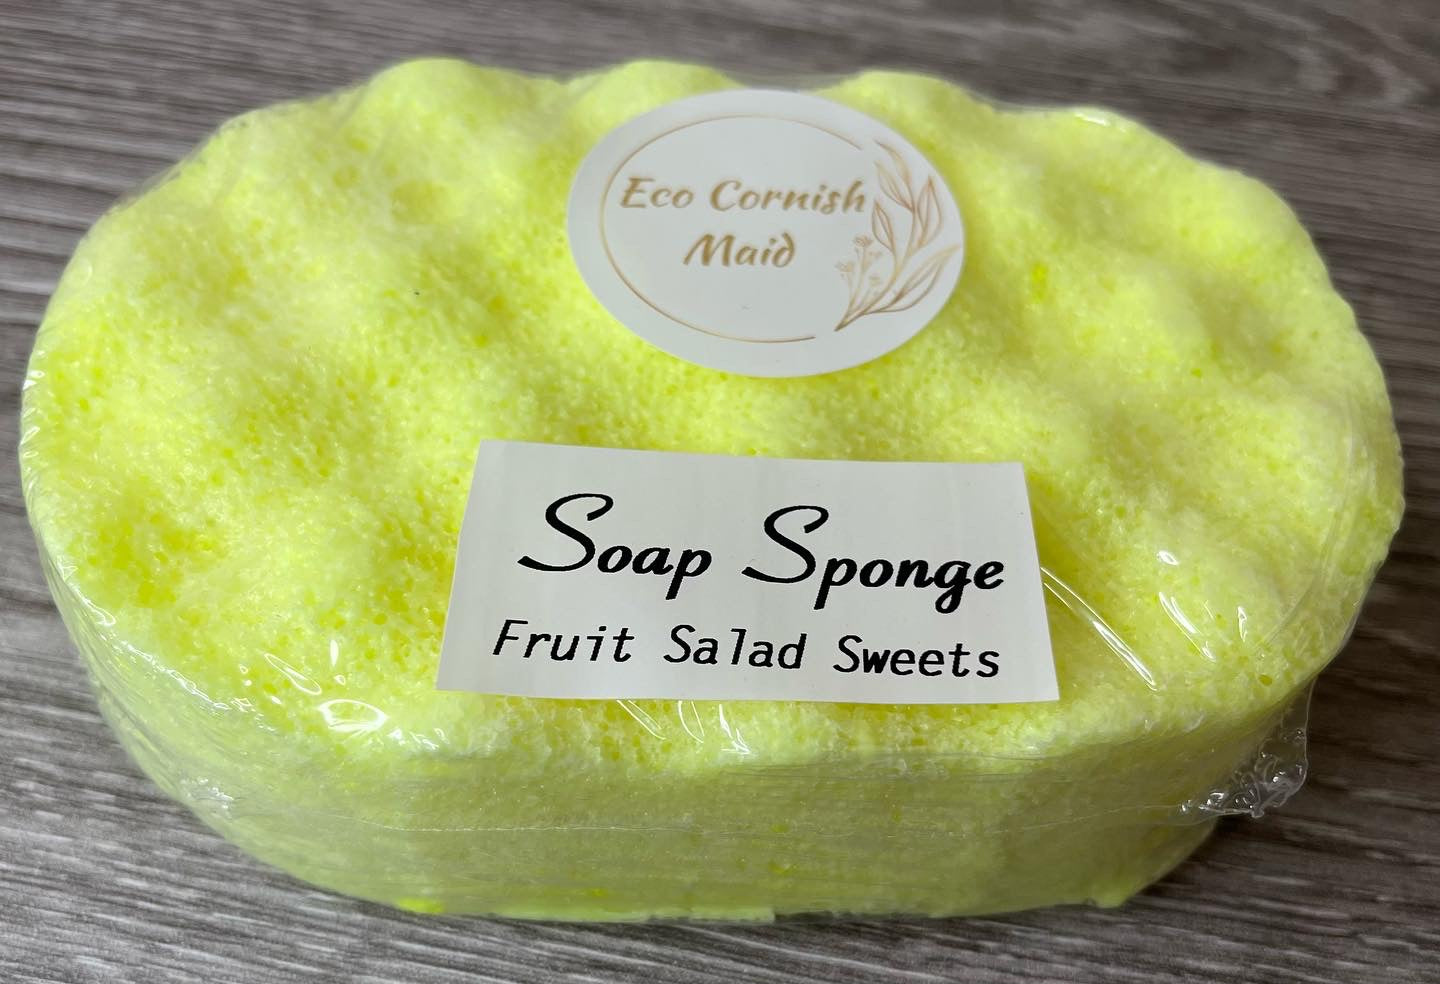 Eco Cornish
Maid
Soap Sponge
Fruit Salad Sweets